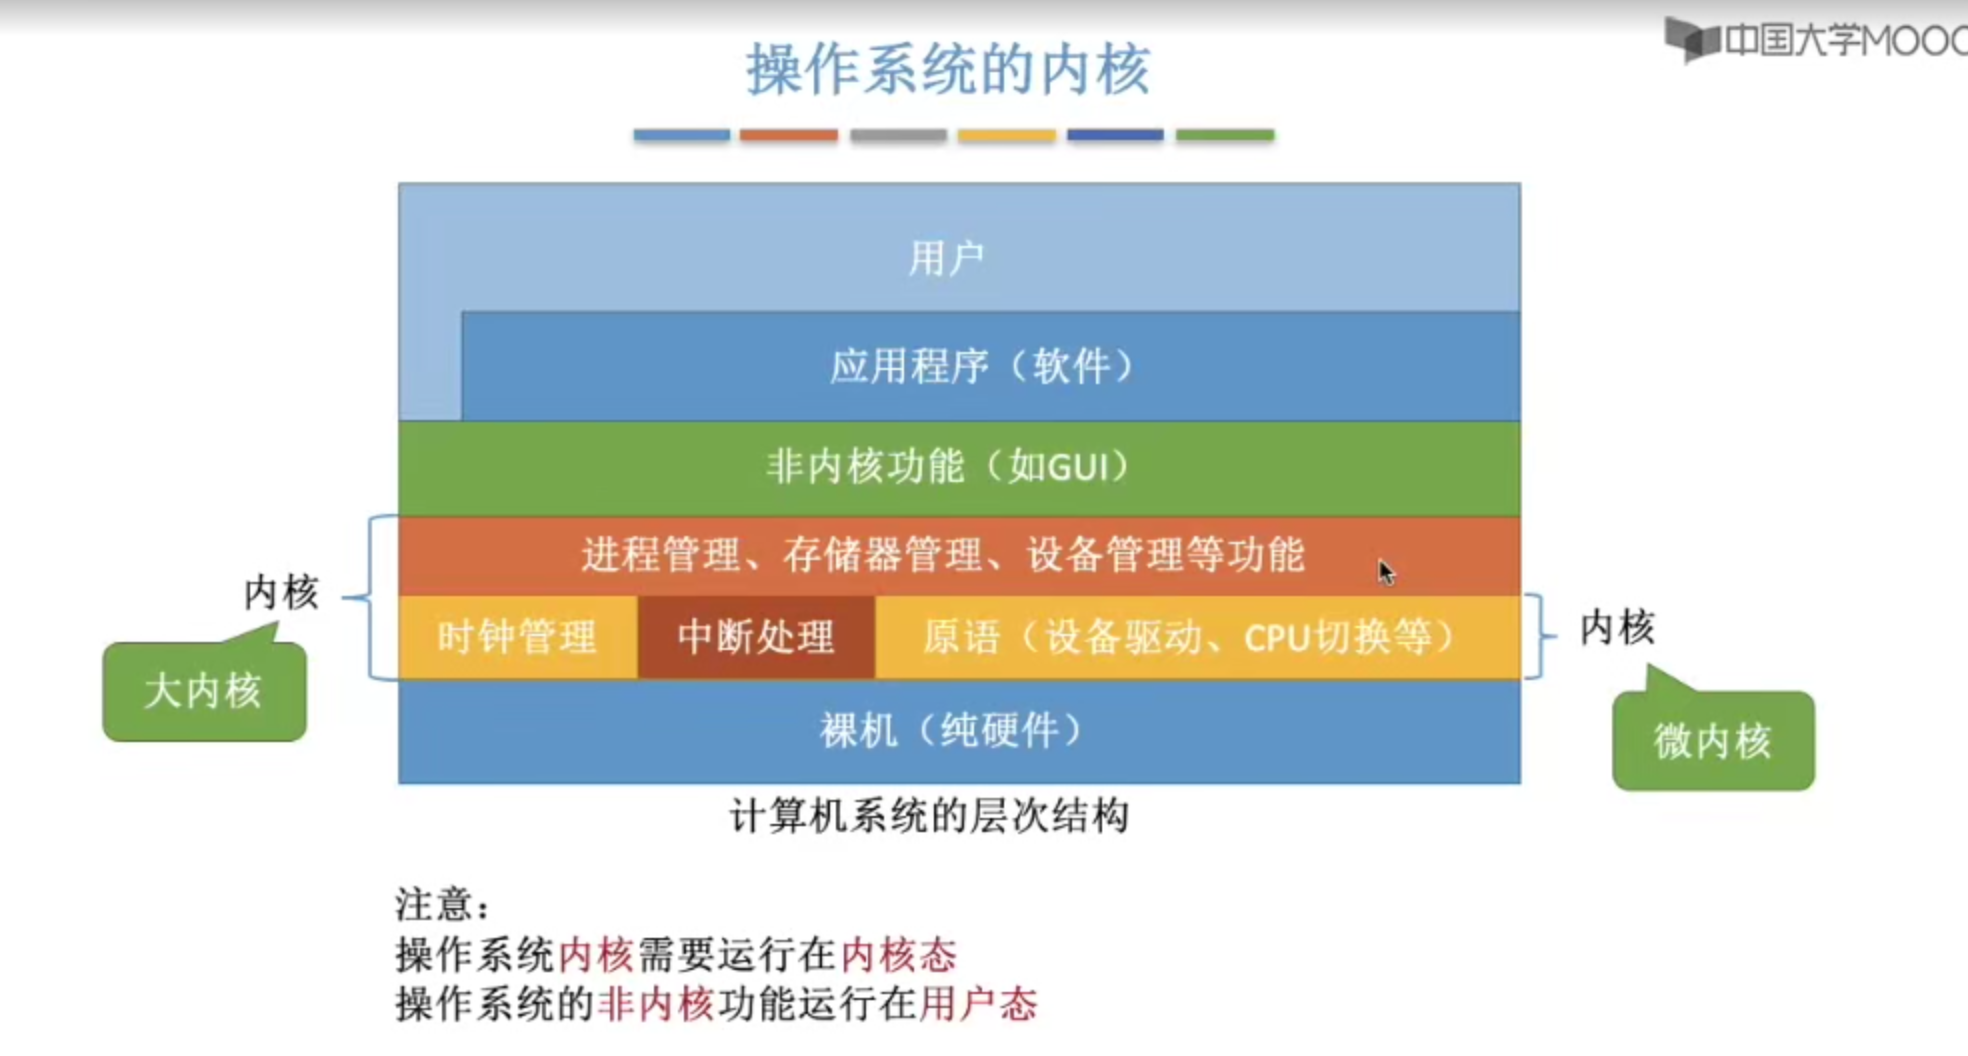 中国大学MOOC
操作系统的内核
用户
应用程序（软件）
非内核功能（如GUI）
进程管理、存储器管理、设备管理等功能
内核
时钟管理 中断处理 原语（设备驱动、CPU切换等）
内核
大内核
裸机（纯硬件）
微内核
计算机系统的层次结构
注意：
操作系统内核需要运行在内核态
操作系统的非内核功能运行在用户态